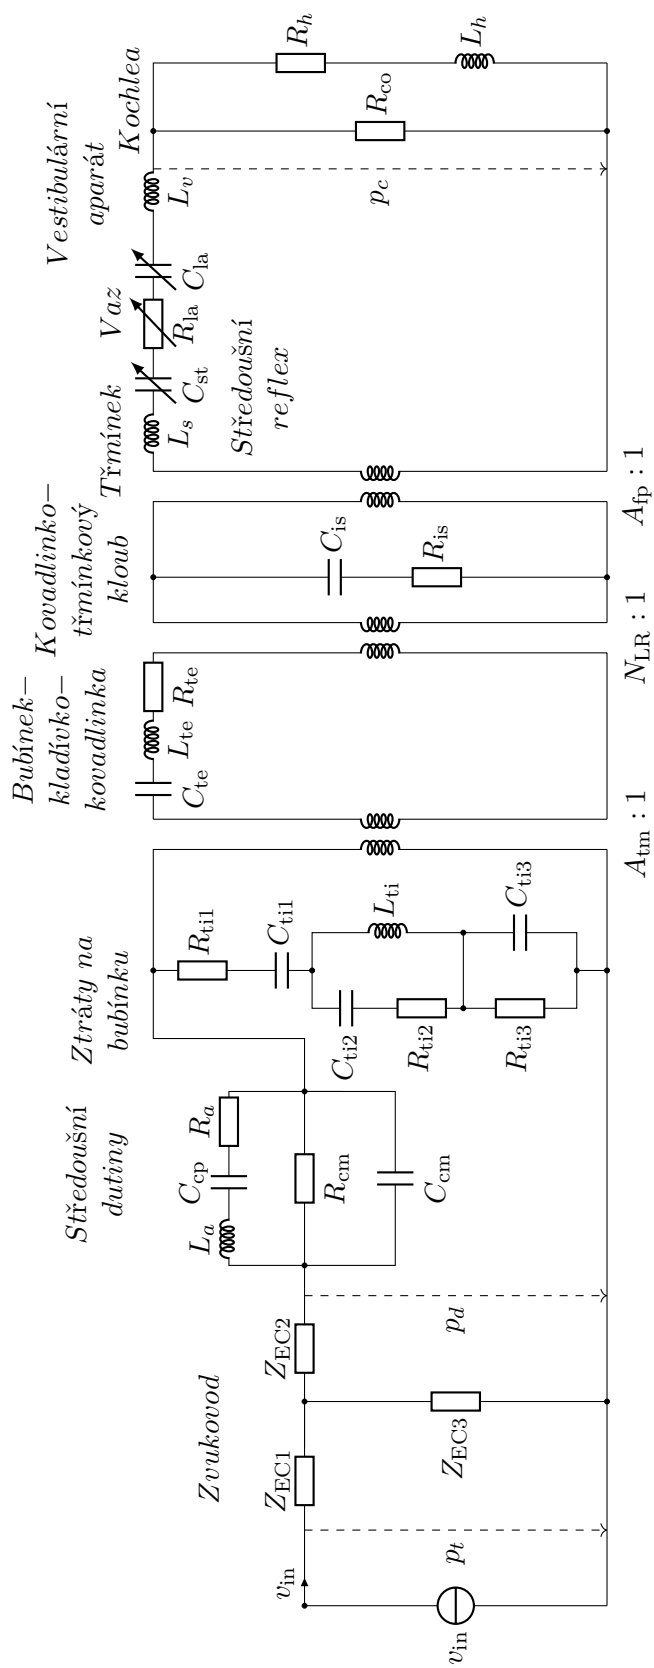 Zvukovod
Středoušní
dutiny
Ztráty na
bubínku
Bubínek−
kladívko−
kovadlinka
Kovadlinko−
třmínkový
kloub
Třmínek
Vaz
Vestibulární
aparát
Kochlea
Středoušní
reflex
v_in
v_in
p_t
Z_EC1
Z_EC3
Z_EC2
p_d
L_a
C_cp
R_a
R_cm
C_cm
R_ti1
C_ti1
C_ti2
R_ti2
L_ti
R_ti3
C_ti3
A_tm : 1
C_te
L_te
R_te
N_LR : 1
C_is
R_is
A_fp : 1
L_s
C_st
R_la
C_la
L_v
p_c
R_co
R_h
L_h